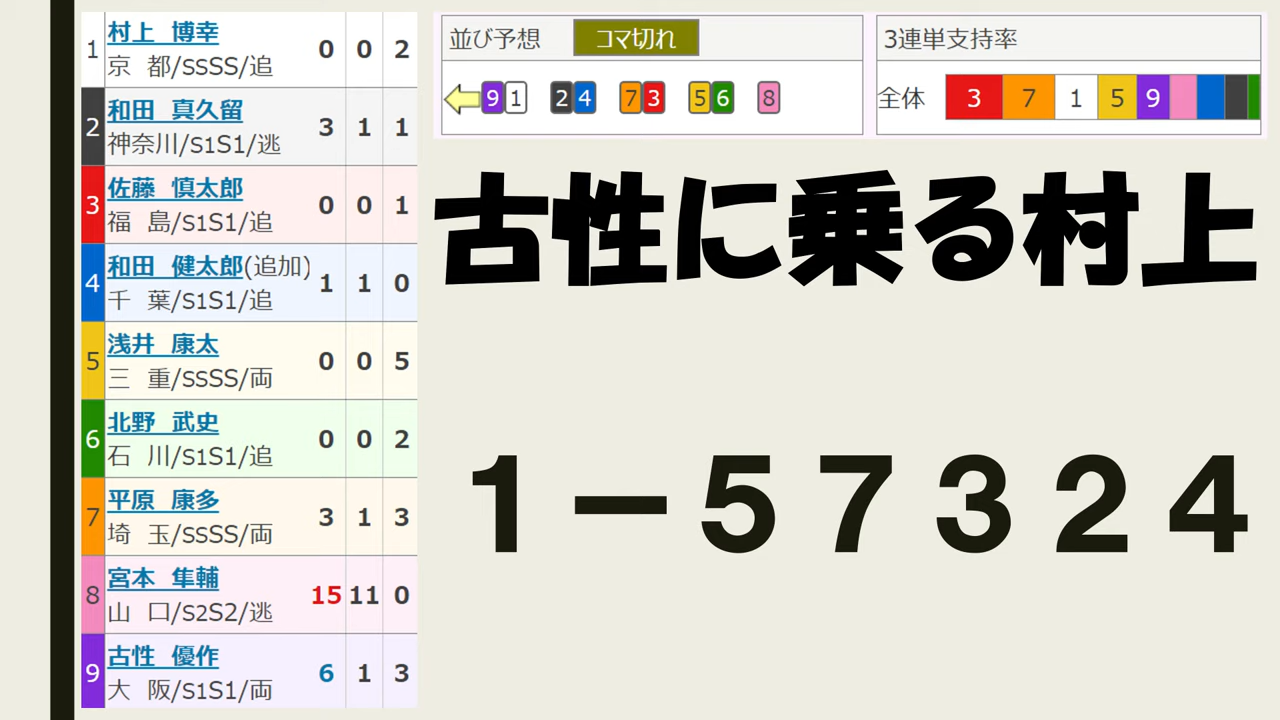 1 村上 博幸 0 0 2
京 都/SSSS/追
2 和田 真久留 3 1 1
神奈川/S1S1/逃
3 佐藤 慎太郎 0 0 1
福 島/S1S1/追
4 和田 健太郎(追加) 1 1 0
千 葉/S1S1/追
5 浅井 康太 0 0 5
三 重/SSSS/両
6 北野 武史 0 0 2
石 川/S1S1/追
7 平原 康多 3 1 3
埼 玉/SSSS/両
8 宮本 隼輔 15 11 0
山 口/S2S2/逃
9 古性 優作 6 1 3
大 阪/S1S1/両
並び予想 コマ切れ
9 1 2 4 7 3 5 6 8
3連単支持率
全体 3 7 1 5 9
古性に乗る村上
1－57324